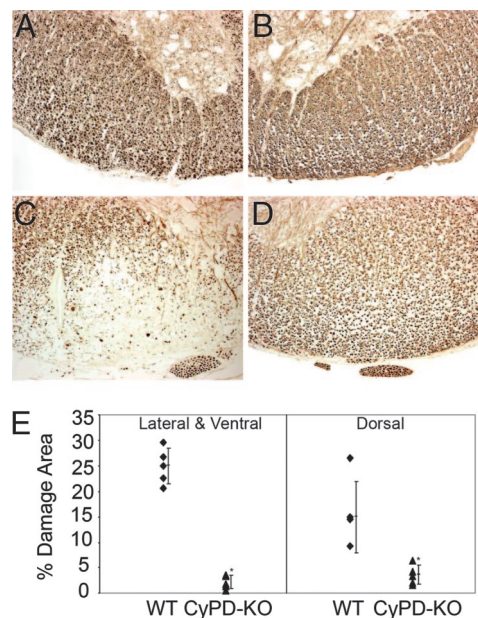 A
B
C
D
E
% Damage Area
35
30
25
20
15
10
5
0
Lateral & Ventral
Dorsal
*
*
WT CyPD-KO WT CyPD-KO